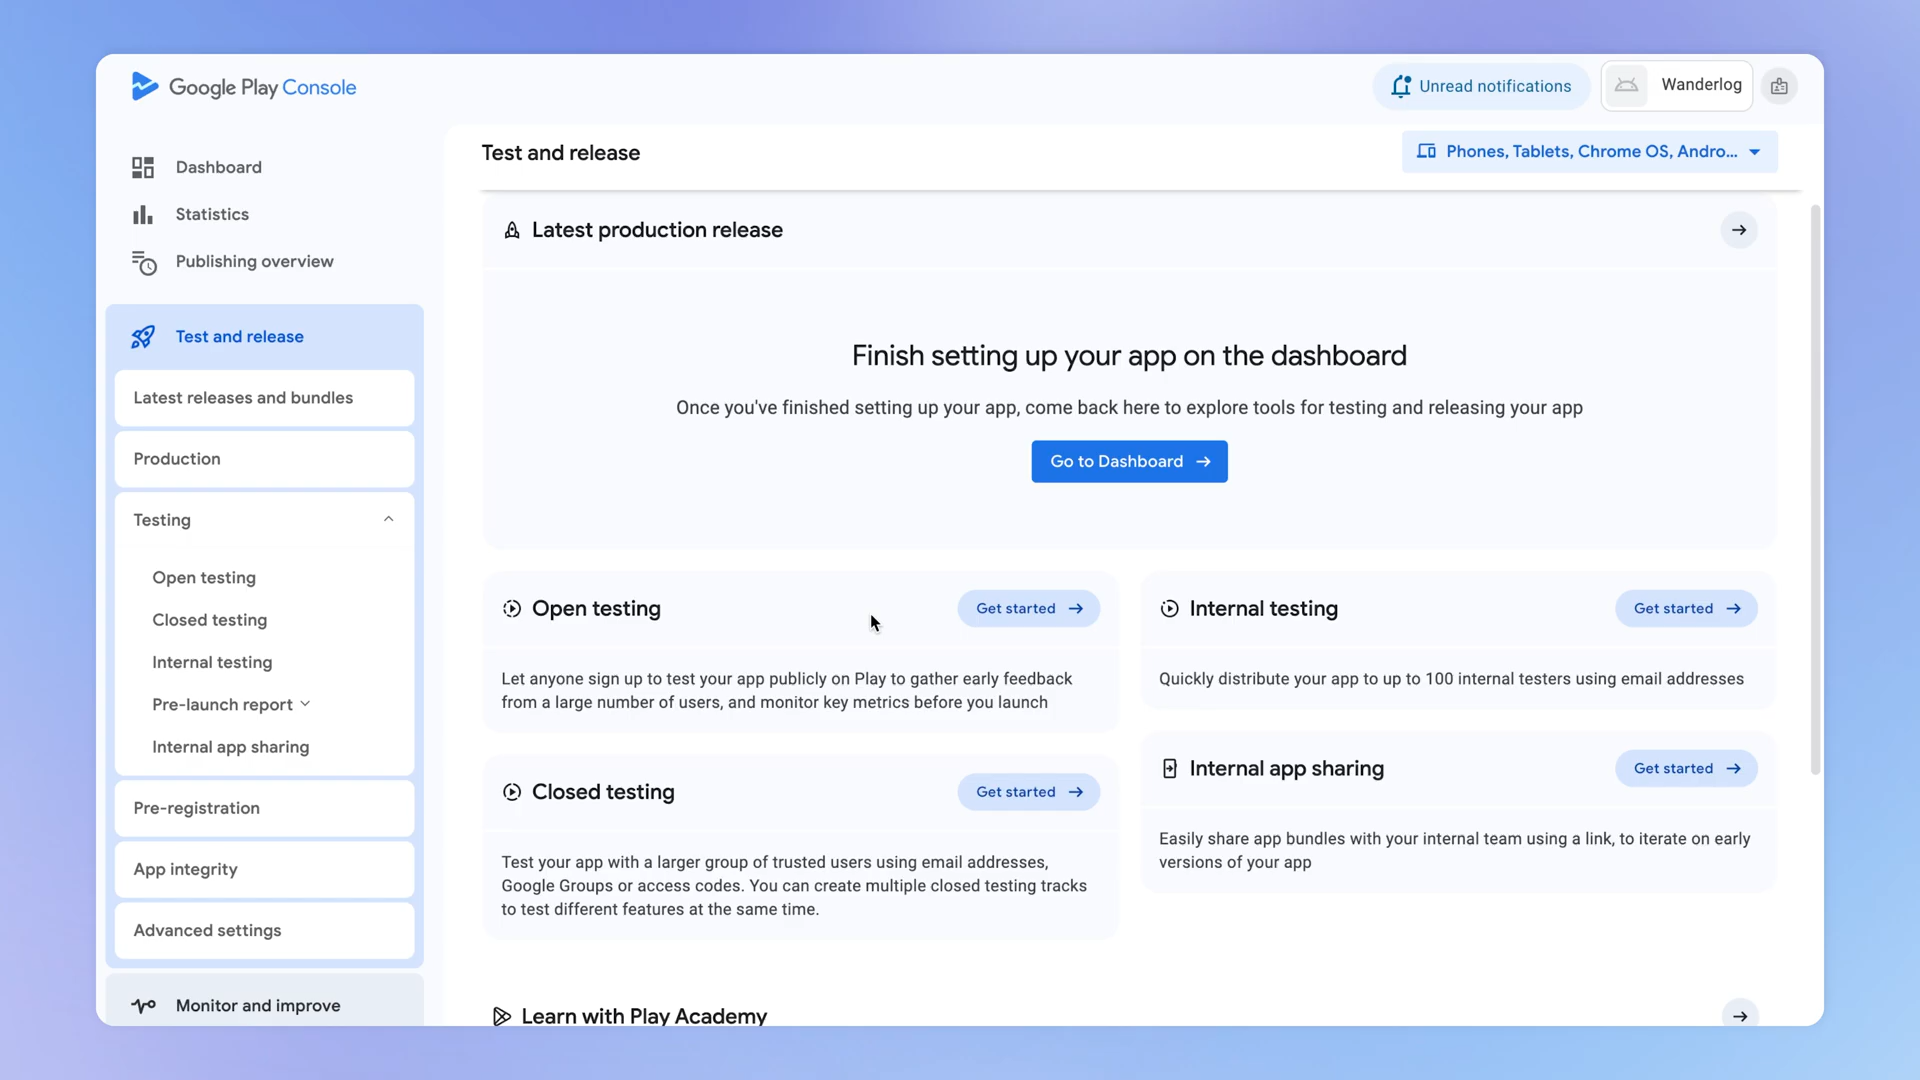 Google Play Console
Unread notifications
Wanderlog
Dashboard
Statistics
Publishing overview
Test and release
Latest releases and bundles
Production
Testing
Open testing
Closed testing
Internal testing
Pre-launch report
Internal app sharing
Pre-registration
App integrity
Advanced settings
Monitor and improve
Test and release
Phones, Tablets, Chrome OS, Andro...
Latest production release
Finish setting up your app on the dashboard
Once you've finished setting up your app, come back here to explore tools for testing and releasing your app
Go to Dashboard
Open testing
Get started
Let anyone sign up to test your app publicly on Play to gather early feedback
from a large number of users, and monitor key metrics before you launch
Closed testing
Get started
Test your app with a larger group of trusted users using email addresses,
Google Groups or access codes. You can create multiple closed testing tracks
to test different features at the same time.
Internal testing
Get started
Quickly distribute your app to up to 100 internal testers using email addresses
Internal app sharing
Get started
Easily share app bundles with your internal team using a link, to iterate on early
versions of your app
Learn with Play Academy